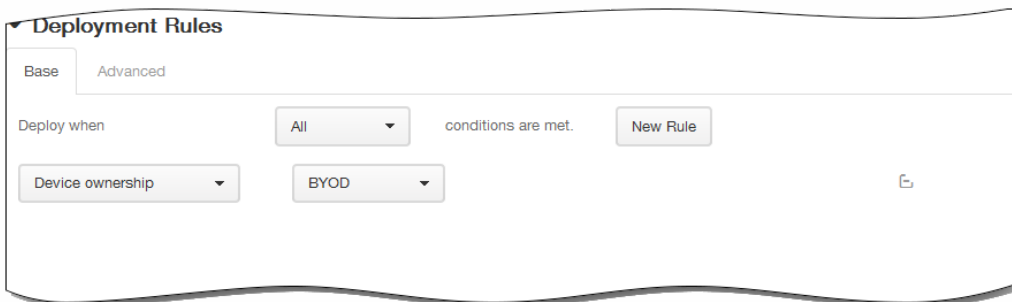 Deployment Rules
Base Advanced
Deploy when All conditions are met. New Rule
Device ownership BYOD